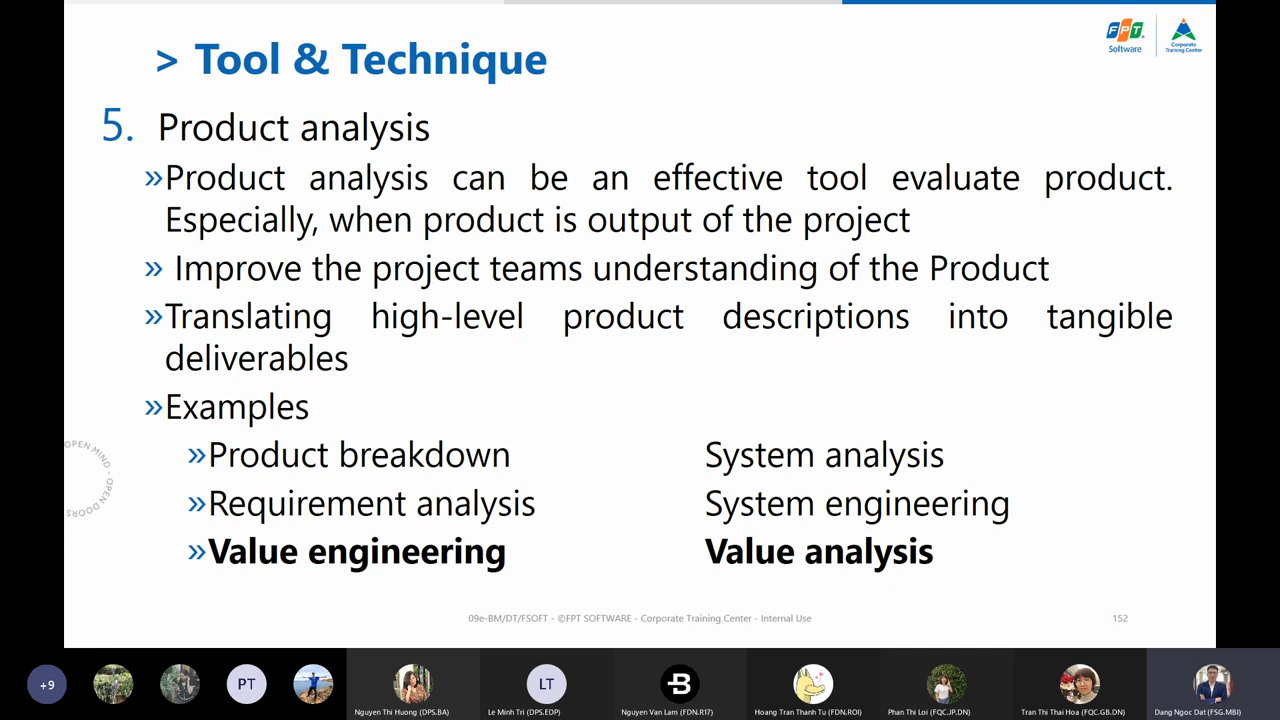 > Tool & Technique
FPT
Software
Corporate
Training Center
5. Product analysis
»Product analysis can be an effective tool evaluate product.
Especially, when product is output of the project
» Improve the project teams understanding of the Product
»Translating high-level product descriptions into tangible
deliverables
»Examples
»Product breakdown System analysis
»Requirement analysis System engineering
»Value engineering Value analysis
OPEN MIND - OPEN DOORS
09e-BM/DT/FSOFT - ©FPT SOFTWARE - Corporate Training Center - Internal Use 152
+9 PT LT B
Nguyen Thi Huong (DPS.BA) Le Minh Tri (DPS.EDP) Nguyen Van Lam (FDN.R17) Hoang Tran Thanh Tu (FDN.ROI) Phan Thi Loi (FQC.JP.DN) Tran Thi Thai Hoa (FQC.GB.DN) Dang Ngoc Dat (FSG.MBI)